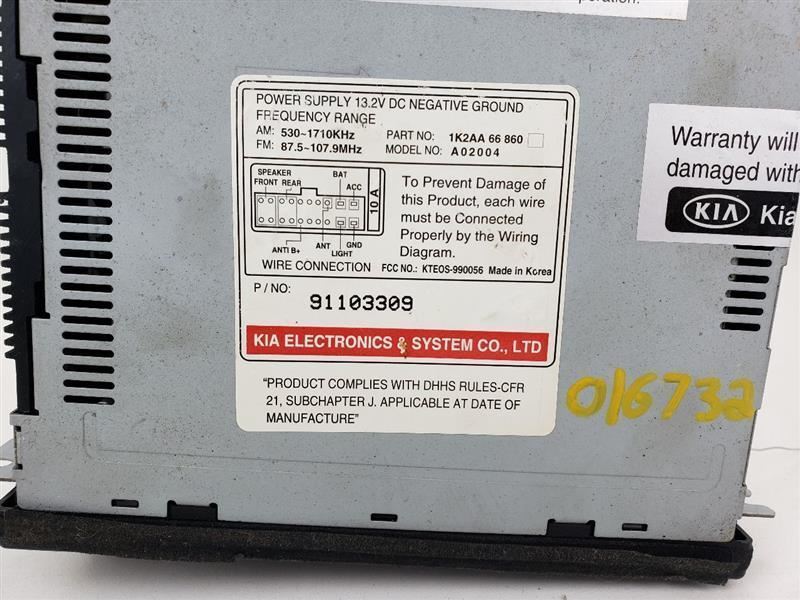 operation.
POWER SUPPLY 13.2V DC NEGATIVE GROUND
FREQUENCY RANGE
AM: 530~1710KHz PART NO: 1K2AA 66 860
FM: 87.5~107.9MHz MODEL NO: A02004
SPEAKER
FRONT REAR
BAT
ACC
10 A
ANTI B+
ANT
LIGHT
GND
WIRE CONNECTION
To Prevent Damage of
this Product, each wire
must be Connected
Properly by the Wiring
Diagram.
FCC NO.: KTEOS-990056 Made in Korea
P / NO:
91103309
KIA ELECTRONICS & SYSTEM CO., LTD
"PRODUCT COMPLIES WITH DHHS RULES-CFR
21, SUBCHAPTER J. APPLICABLE AT DATE OF
MANUFACTURE"
Warranty will
damaged with
KIA Kia
016732